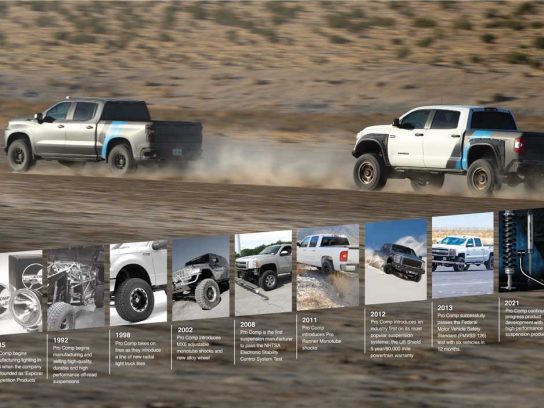 Pro Comp begins
manufacturing lighting in
when the company
founded as 'Explorer
Competition Products'
1992
Pro Comp begins
manufacturing and
selling high-quality,
durable and high
performance off-road
suspensions
1998
Pro Comp takes on
tires as they introduce
a line of new radial
light truck tires
2002
Pro Comp
introduces
MX6 adjustable
monotube shocks and
new alloy wheel
2008
Pro Comp is the first
suspension manufacturer
to pass the NHTSA
Electronic Stability
Control System Test
2011
Pro Comp
introduces Pro
Runner Monotube
shocks
2012
Pro Comp introduces an
industry first on its most
popular suspension
systems: the Lift Shield
5 year/60,000 mile
powertrain warranty
2013
Pro Comp successfully
passes the Federal
Motor Vehicle Safety
Standard (FMVSS 126)
test with six vehicles in
12 months
2021
Pro Comp continues
progress
development with
high performance
suspension